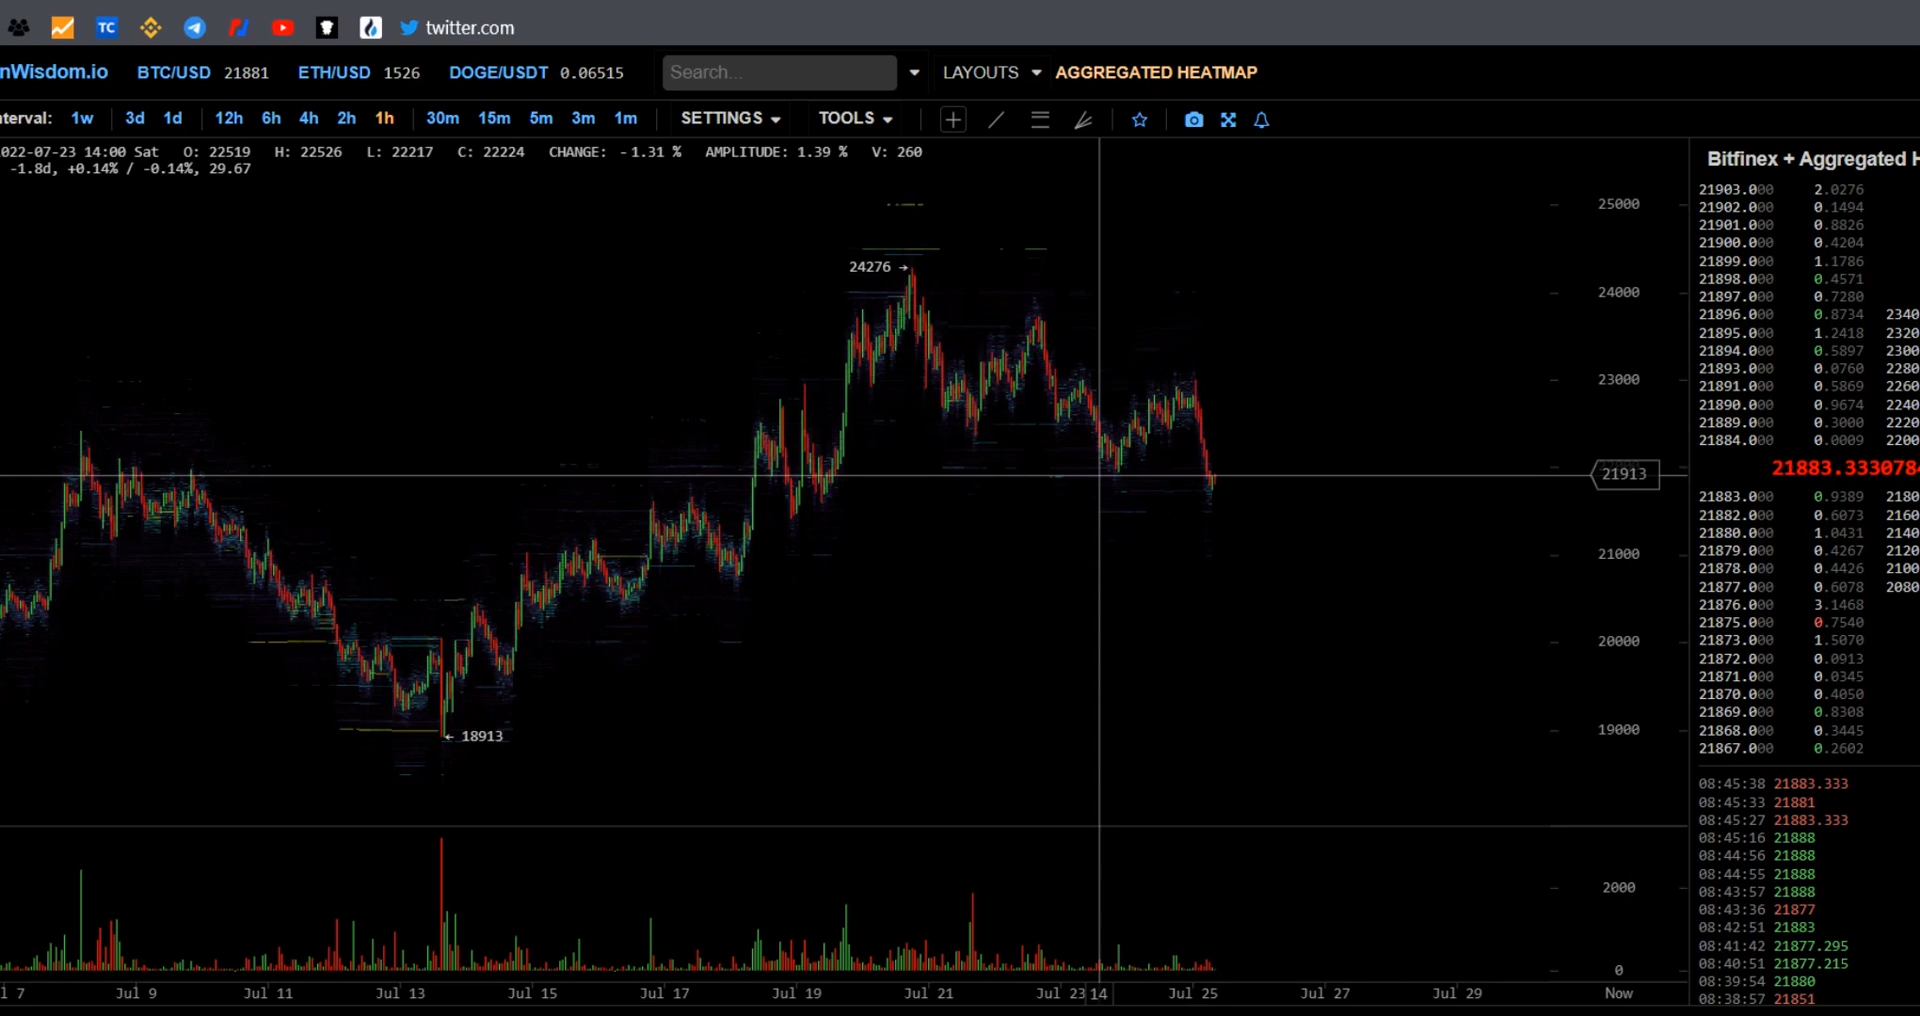 TC twitter.com
nWisdom.io BTC/USD 21881 ETH/USD 1526 DOGE/USDT 0.06515 Search... LAYOUTS AGGREGATED HEATMAP
nterval: 1w 3d 1d 12h 6h 4h 2h 1h 30m 15m 5m 3m 1m SETTINGS TOOLS
022-07-23 14:00 Sat O: 22519 H: 22526 L: 22217 C: 22224 CHANGE: -1.31 % AMPLITUDE: 1.39 % V: 260
-1.8d, +0.14% / -0.14%, 29.67
25000
24276 →
24000
23000
21913
21000
20000
19000
← 18913
2000
0
l 7 Jul 9 Jul 11 Jul 13 Jul 15 Jul 17 Jul 19 Jul 21 Jul 23 14 Jul 25 Jul 27 Jul 29 Now
Bitfinex + Aggregated H
21903.000 2.0276
21902.000 0.1494
21901.000 0.8826
21900.000 0.4204
21899.000 1.1786
21898.000 0.4571
21897.000 0.7280
21896.000 0.8734 2340
21895.000 1.2418 2320
21894.000 0.5897 2300
21893.000 0.0760 2280
21891.000 0.5869 2260
21890.000 0.9674 2240
21889.000 0.3000 2220
21884.000 0.0009 2200
21883.3330784
21883.000 0.9389 2180
21882.000 0.6073 2160
21880.000 1.0431 2140
21879.000 0.4267 2120
21878.000 0.4426 2100
21877.000 0.6078 2080
21876.000 3.1468
21875.000 0.7540
21873.000 1.5070
21872.000 0.0913
21871.000 0.0345
21870.000 0.4050
21869.000 0.8308
21868.000 0.3445
21867.000 0.2602
08:45:38 21883.333
08:45:33 21881
08:45:27 21883.333
08:45:16 21888
08:44:56 21888
08:44:55 21888
08:43:57 21888
08:43:36 21877
08:42:51 21883
08:41:42 21877.295
08:40:51 21877.215
08:39:54 21880
08:38:57 21851